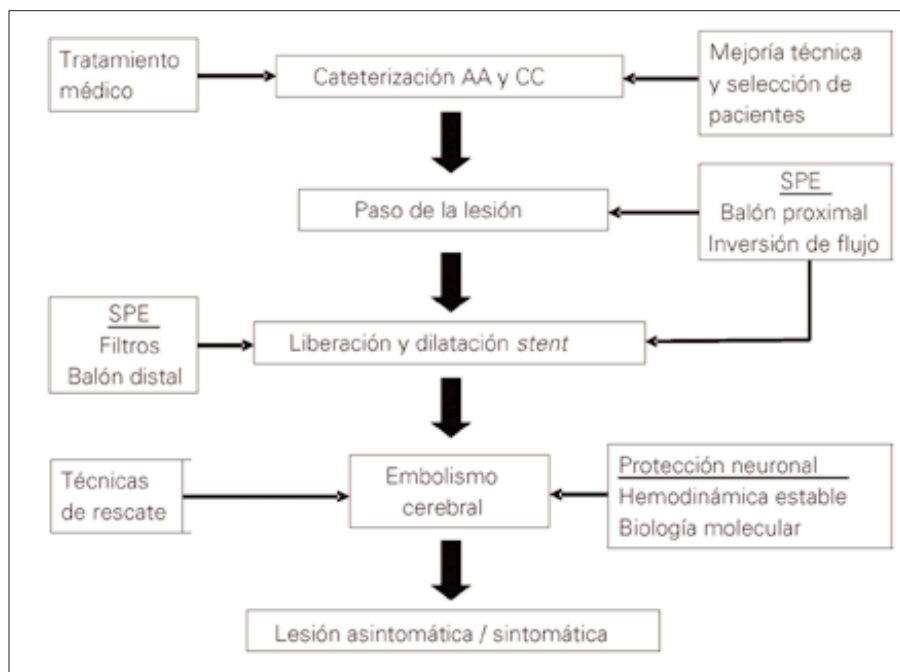 Tratamiento
médico
Cateterización AA y CC
Mejoría técnica
y selección de
pacientes
Paso de la lesión
SPE
Balón proximal
Inversión de flujo
SPE
Filtros
Balón distal
Liberación y dilatación stent
Técnicas
de rescate
Embolismo
cerebral
Protección neuronal
Hemodinámica estable
Biología molecular
Lesión asintomática / sintomática